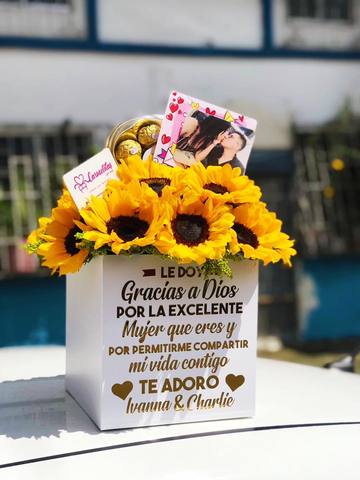 LE DOY
Gracias a Dios
POR LA EXCELENTE
Mujer que eres y
POR PERMITIRME COMPARTIR
mi vida contigo
TE ADORO
Ivanna & Charlie